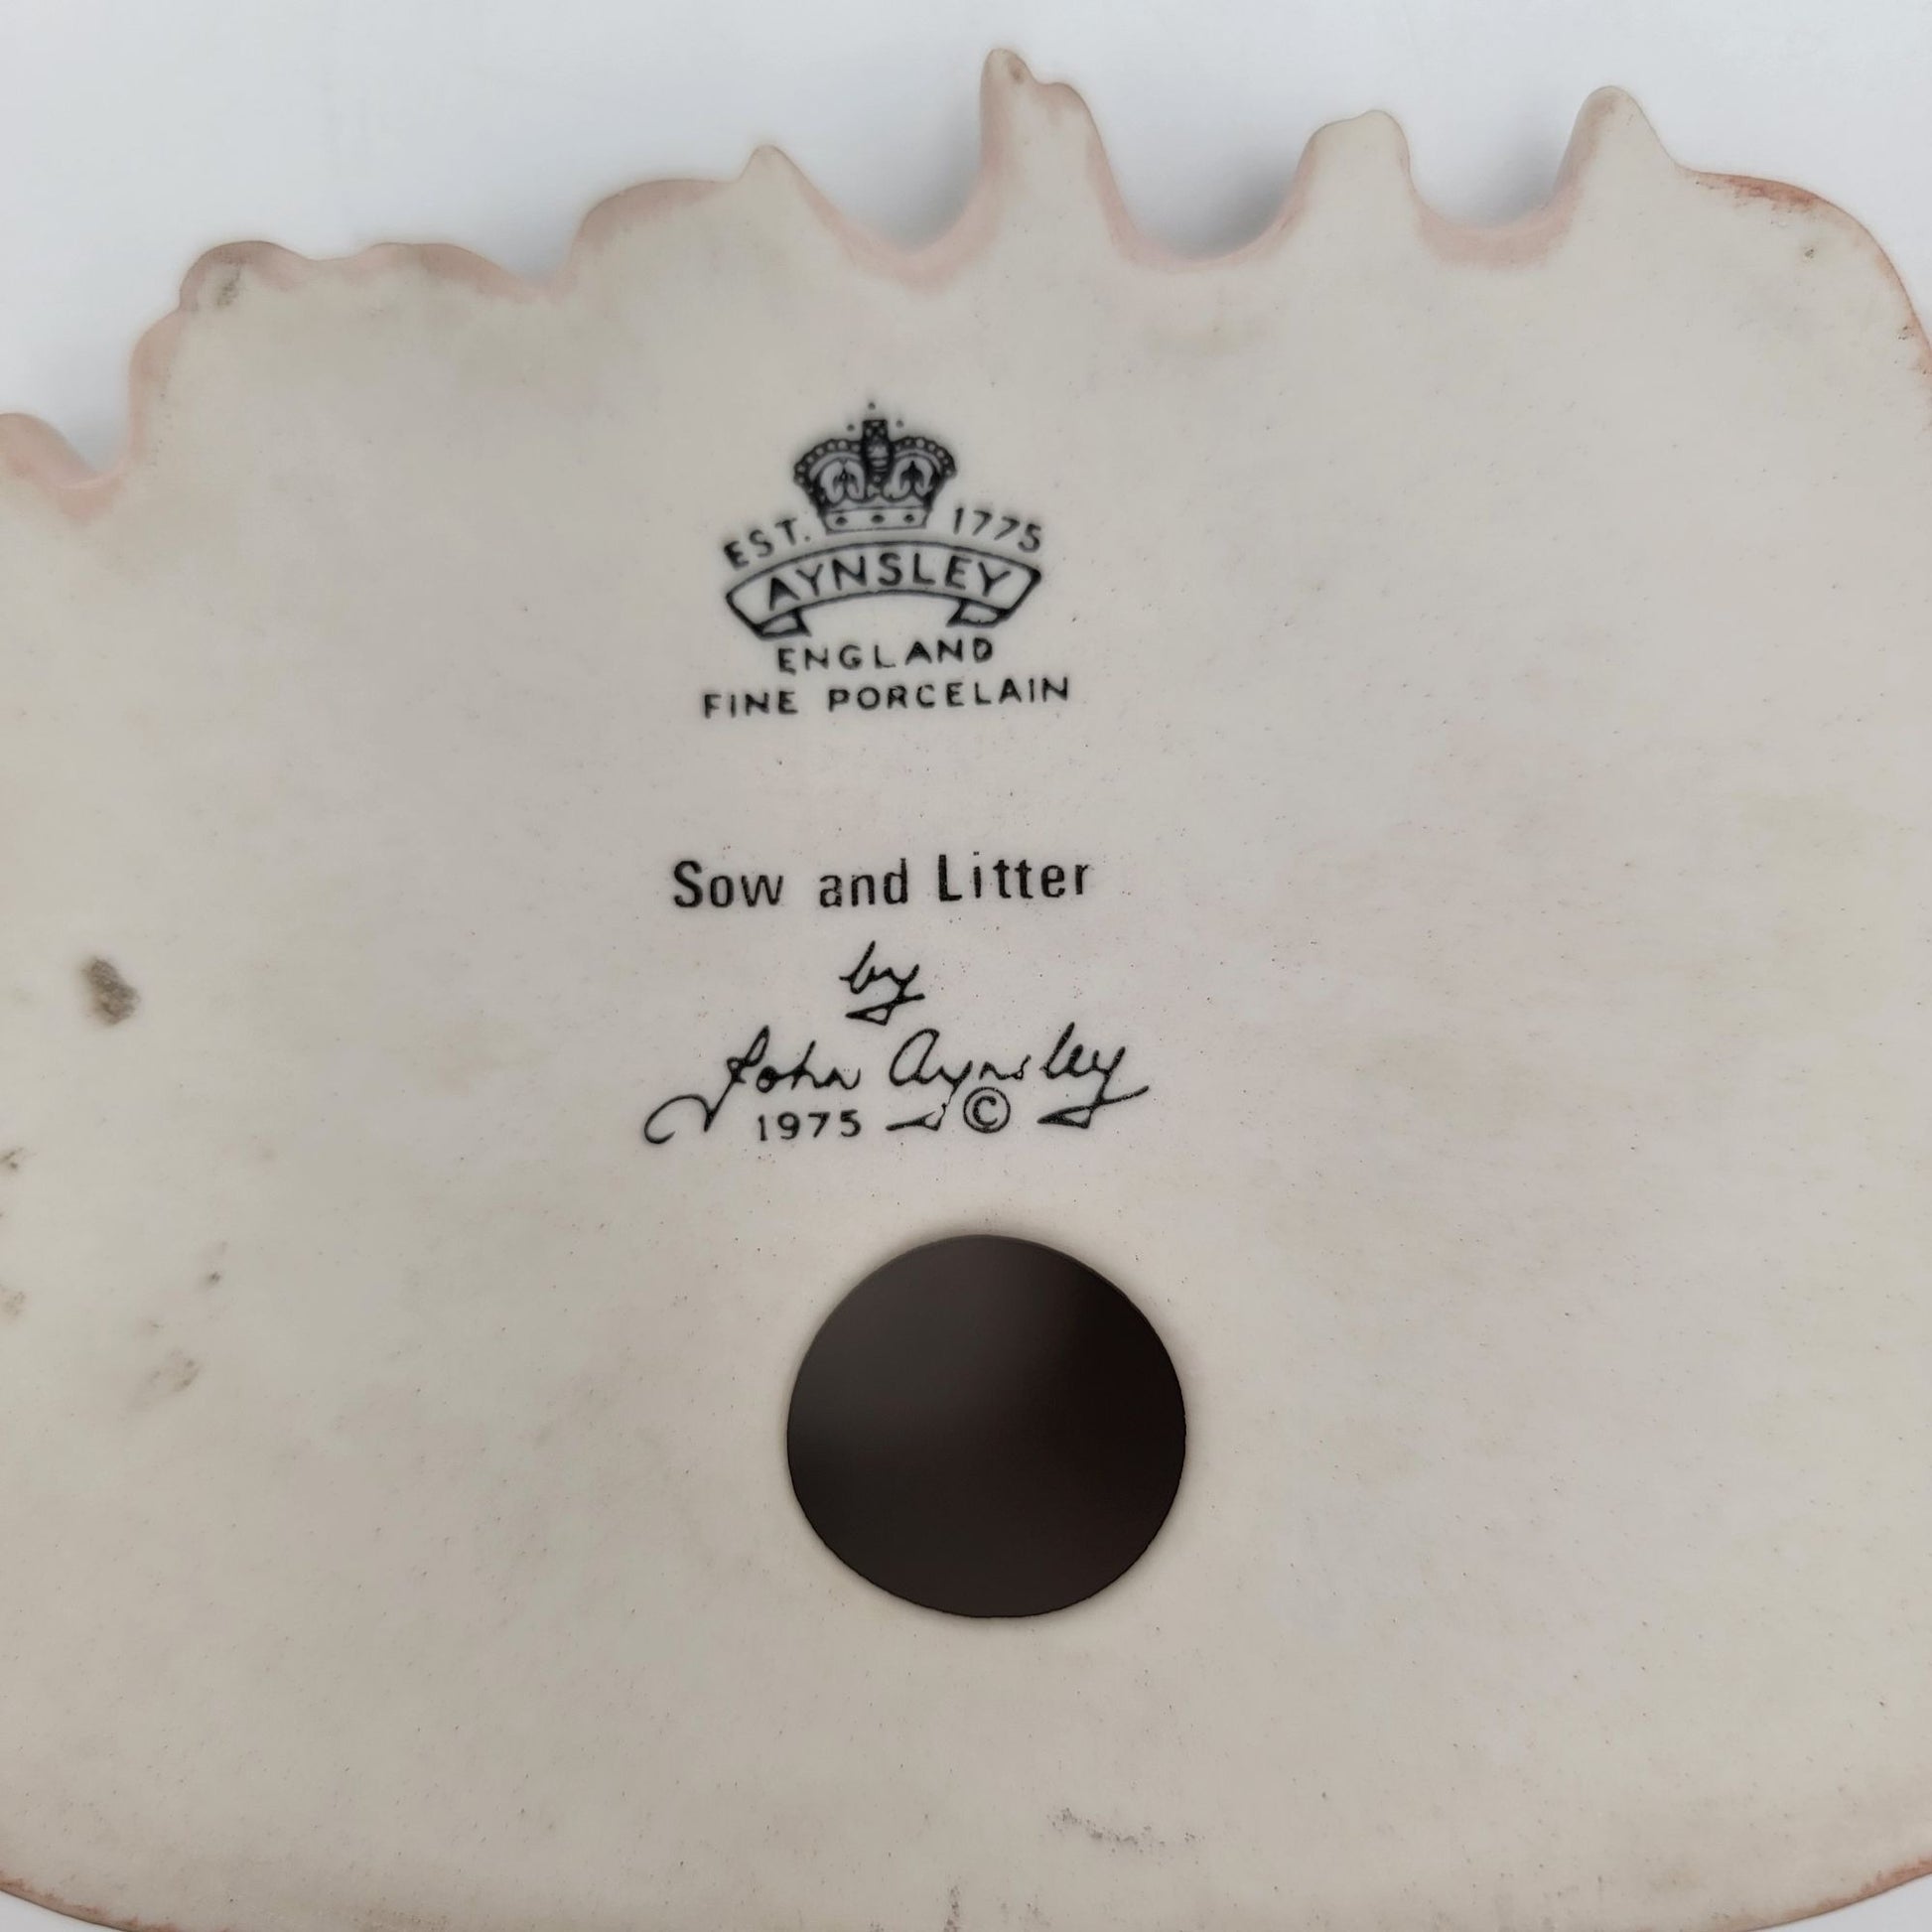 EST. 1775
AYNSLEY
ENGLAND
FINE PORCELAIN
Sow and Litter
by
John Aynsley
1975 ©